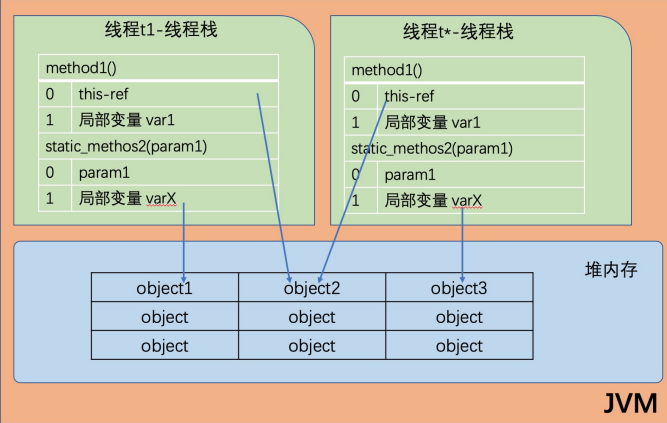 线程t1-线程栈
method1()
0 this-ref
1 局部变量 var1
static_methos2(param1)
0 param1
1 局部变量 varX
线程t*-线程栈
method1()
0 this-ref
1 局部变量 var1
static_methos2(param1)
0 param1
1 局部变量 varX
堆内存
object1 object2 object3
object object object
object object object
JVM